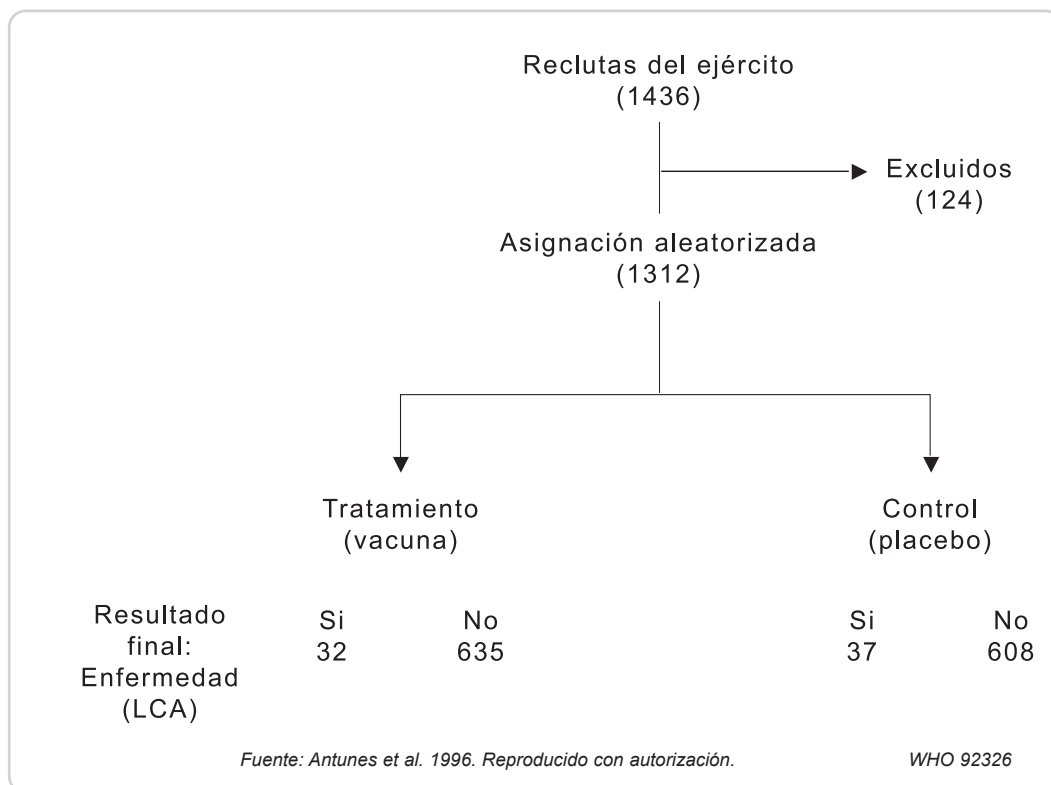 Reclutas del ejército
(1436)
Excluidos
(124)
Asignación aleatorizada
(1312)
Tratamiento
(vacuna)
Control
(placebo)
Resultado
final:
Enfermedad
(LCA)
Si No
32 635
Si No
37 608
Fuente: Antunes et al. 1996. Reproducido con autorización.
WHO 92326